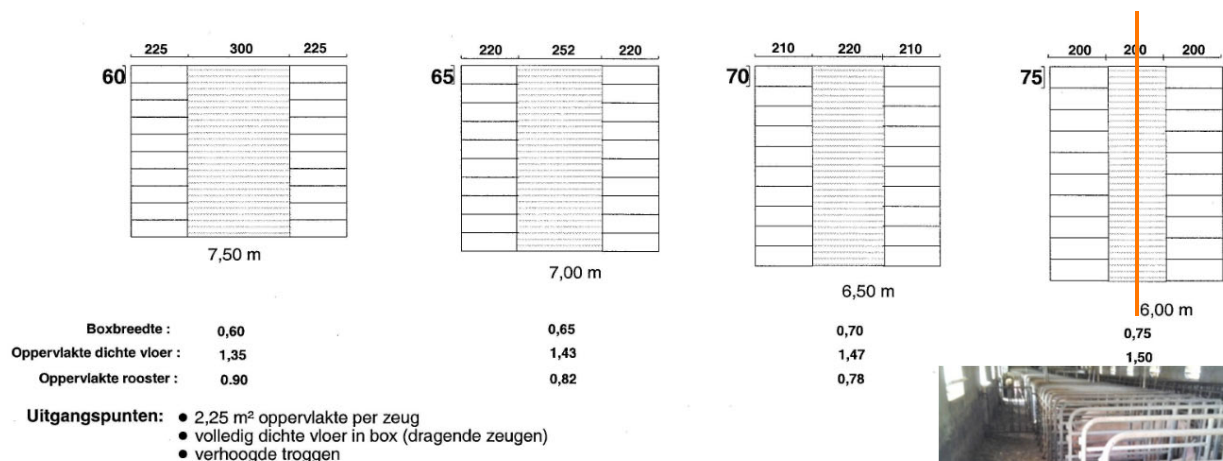 225 300 225 220 252 220 210 220 210 200 200 200
60 65 70 75
7,50 m
7,00 m
6,50 m
6,00 m
Boxbreedte : 0,60 0,65 0,70 0,75
Oppervlakte dichte vloer : 1,35 1,43 1,47 1,50
Oppervlakte rooster : 0.90 0,82 0,78
Uitgangspunten: • 2,25 m² oppervlakte per zeug
• volledig dichte vloer in box (dragende zeugen)
• verhoogde troggen